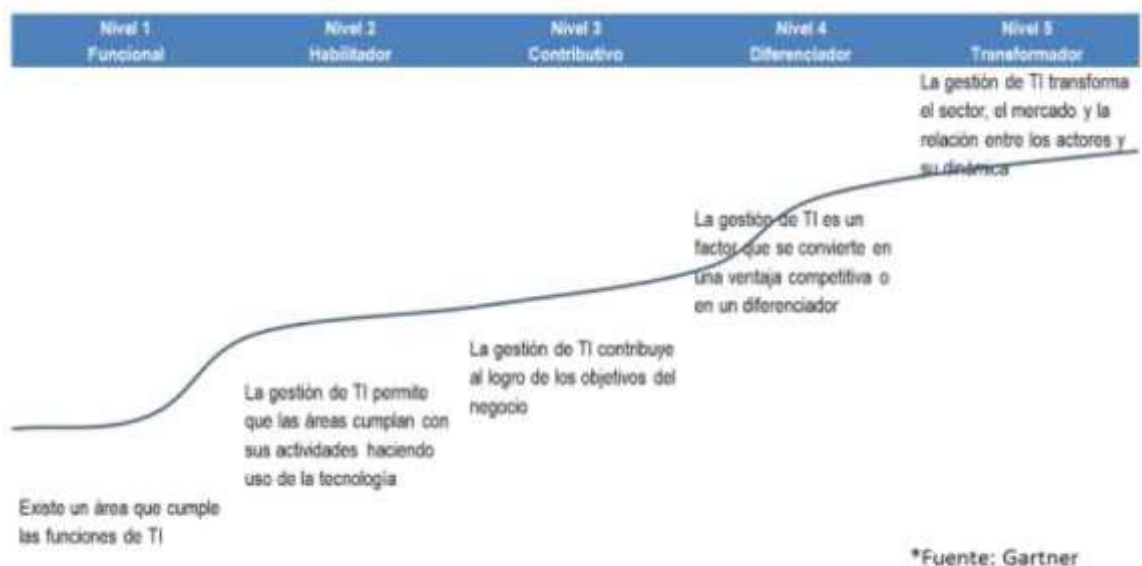 Nivel 1
Funcional
Nivel 2
Habilitador
Nivel 3
Contributivo
Nivel 4
Diferenciador
Nivel 5
Transformador
Existe un área que cumple
las funciones de TI
La gestión de TI permite
que las áreas cumplan con
sus actividades haciendo
uso de la tecnología
La gestión de TI contribuye
al logro de los objetivos del
negocio
La gestión de TI es un
factor que se convierte en
una ventaja competitiva o
en un diferenciador
La gestión de TI transforma
el sector, el mercado y la
relación entre los actores y
su dinámica
*Fuente: Gartner